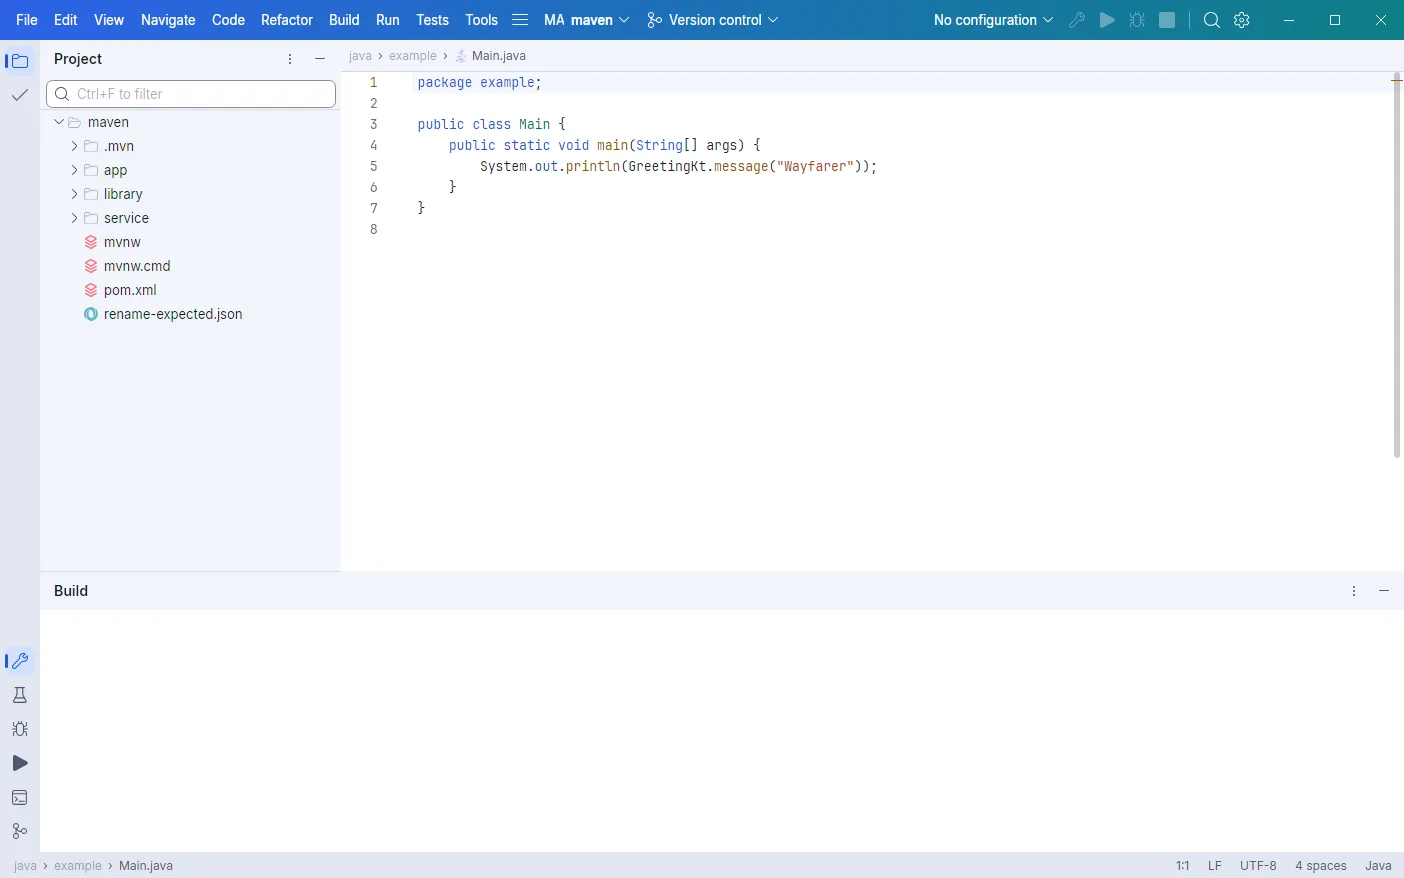 File Edit View Navigate Code Refactor Build Run Tests Tools MA maven Version control No configuration
Project
java › example › Main.java
Ctrl+F to filter
maven
.mvn
app
library
service
mvnw
mvnw.cmd
pom.xml
rename-expected.json
1 package example;
2
3 public class Main {
4 public static void main(String[] args) {
5 System.out.println(GreetingKt.message("Wayfarer"));
6 }
7 }
8
Build
java › example › Main.java 1:1 LF UTF-8 4 spaces Java